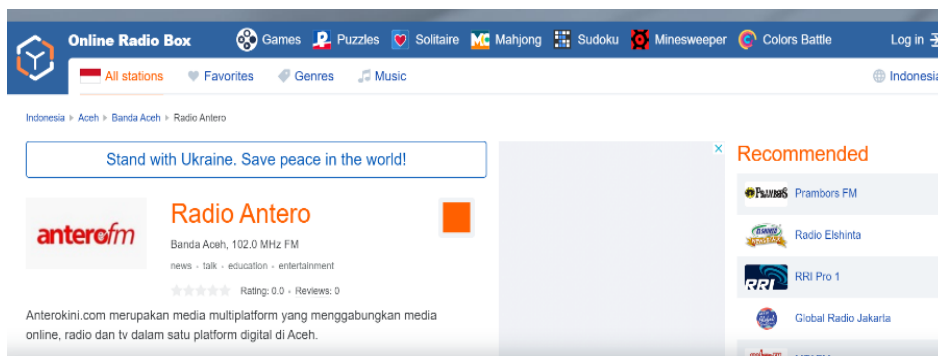 Online Radio Box
Games
Puzzles
Solitaire
Mahjong
Sudoku
Minesweeper
Colors Battle
Log in
All stations
Favorites
Genres
Music
Indonesia
Indonesia
Aceh
Banda Aceh
Radio Antero
Stand with Ukraine. Save peace in the world!
anterofm
Radio Antero
Banda Aceh, 102.0 MHz FM
news - talk - education - entertainment
Rating: 0.0 - Reviews: 0
Anterokini.com merupakan media multiplatform yang menggabungkan media
online, radio dan tv dalam satu platform digital di Aceh.
Recommended
Prambors FM
Radio Elshinta
RRI
RRI Pro 1
Global Radio Jakarta